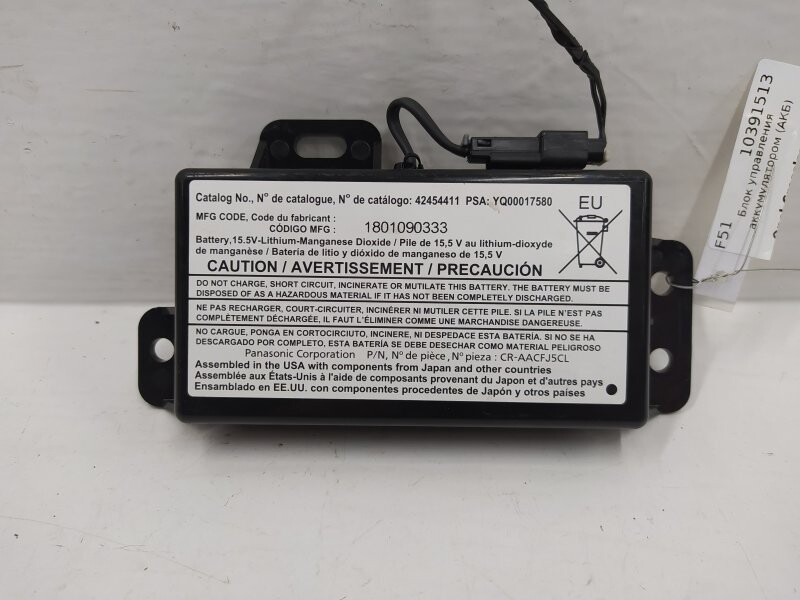 Catalog No., N° de catalogue, N° de catálogo: 42454411 PSA: YQ00017580
MFG CODE, Code du fabricant :
CÓDIGO MFG : 1801090333
EU
Battery,15.5V-Lithium-Manganese Dioxide / Pile de 15,5 V au lithium-dioxyde
de manganèse / Batería de litio y dióxido de manganeso de 15,5 V
CAUTION / AVERTISSEMENT / PRECAUCIÓN
DO NOT CHARGE, SHORT CIRCUIT, INCINERATE OR MUTILATE THIS BATTERY. THE BATTERY MUST BE
DISPOSED OF AS A HAZARDOUS MATERIAL IF IT HAS NOT BEEN COMPLETELY DISCHARGED.
NE PAS RECHARGER, COURT-CIRCUITER, INCINÉRER NI MUTILER CETTE PILE. SI LA PILE N'EST PAS
COMPLÈTEMENT DÉCHARGÉE, IL FAUT L'ÉLIMINER COMME UNE MARCHANDISE DANGEREUSE.
NO CARGUE, PONGA EN CORTOCIRCUITO, INCINERE, NI DESPEDACE ESTA BATERÍA. SI NO SE HA
DESCARGADO POR COMPLETO, ESTA BATERÍA SE DEBE DESECHAR COMO MATERIAL PELIGROSO
Panasonic Corporation P/N, N° de pièce, N° pieza : CR-AACFJ5CL
Assembled in the USA with components from Japan and other countries
Assemblée aux États-Unis à l'aide de composants provenant du Japon et d'autres pays
Ensamblado en EE.UU. con componentes procedentes de Japón y otros países
10391513
F51 Блок управления
аккумулятором (АКБ)